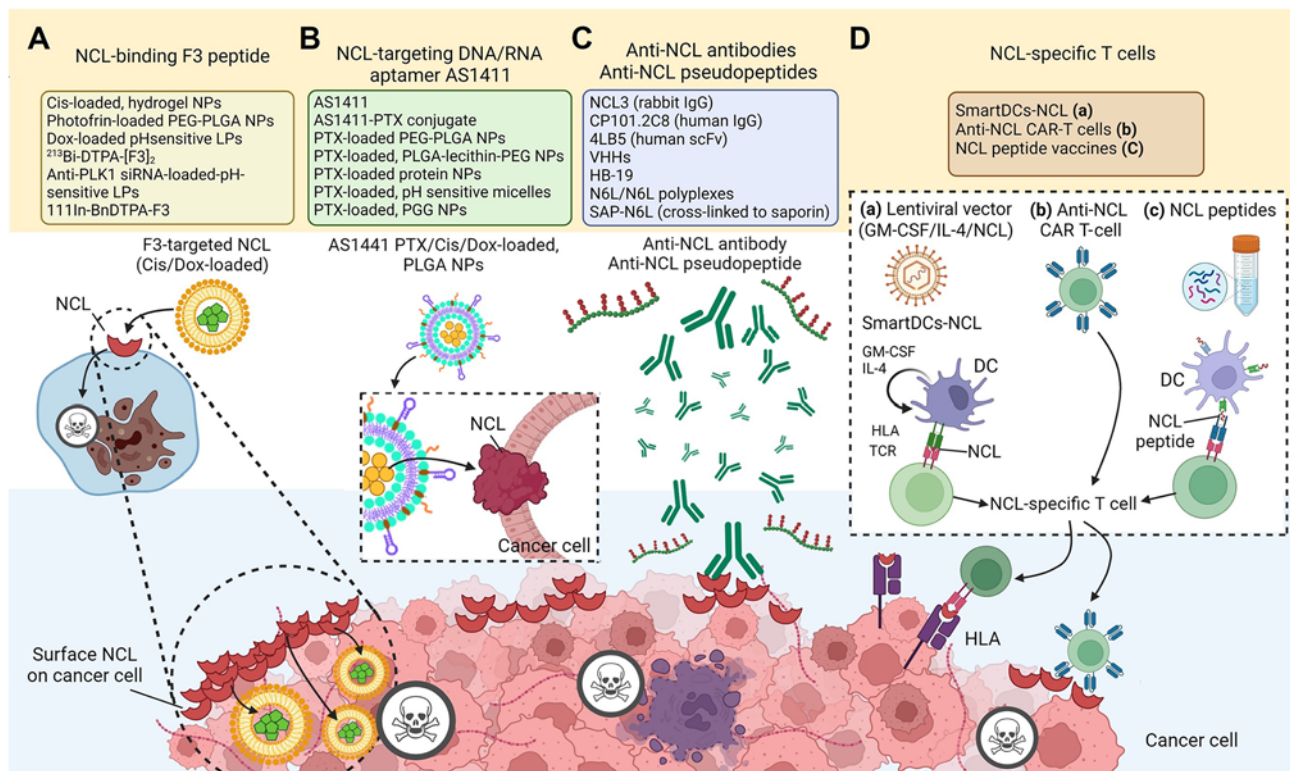 A
NCL-binding F3 peptide
Cis-loaded, hydrogel NPs
Photofrin-loaded PEG-PLGA NPs
Dox-loaded pHsensitive LPs
²¹³Bi-DTPA-[F3]₂
Anti-PLK1 siRNA-loaded-pH-
sensitive LPs
111In-BnDTPA-F3
F3-targeted NCL
(Cis/Dox-loaded)
NCL
B
NCL-targeting DNA/RNA
aptamer AS1411
AS1411
AS1411-PTX conjugate
PTX-loaded PEG-PLGA NPs
PTX-loaded, PLGA-lecithin-PEG NPs
PTX-loaded protein NPs
PTX-loaded, pH sensitive micelles
PTX-loaded, PGG NPs
AS1441 PTX/Cis/Dox-loaded,
PLGA NPs
NCL
Cancer cell
C
Anti-NCL antibodies
Anti-NCL pseudopeptides
NCL3 (rabbit IgG)
CP101.2C8 (human IgG)
4LB5 (human scFv)
VHHs
HB-19
N6L/N6L polyplexes
SAP-N6L (cross-linked to saporin)
Anti-NCL antibody
Anti-NCL pseudopeptide
D
NCL-specific T cells
SmartDCs-NCL (a)
Anti-NCL CAR-T cells (b)
NCL peptide vaccines (C)
(a) Lentiviral vector
(GM-CSF/IL-4/NCL)
SmartDCs-NCL
GM-CSF
IL-4
DC
HLA
TCR
NCL
(b) Anti-NCL
CAR T-cell
(c) NCL peptides
DC
NCL
peptide
NCL-specific T cell
HLA
Surface NCL
on cancer cell
Cancer cell